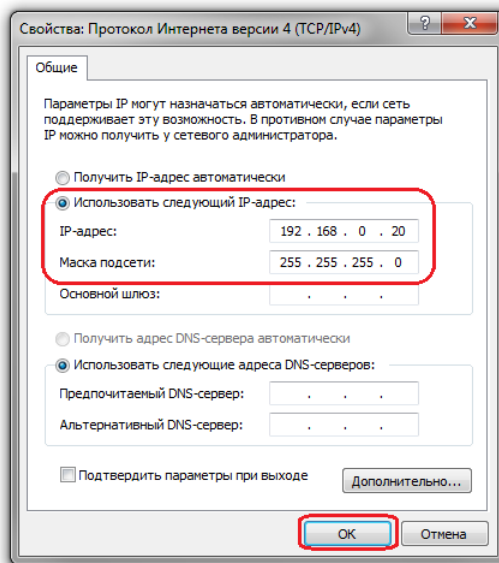 Свойства: Протокол Интернета версии 4 (TCP/IPv4)
?
X
Общие
Параметры IP могут назначаться автоматически, если сеть
поддерживает эту возможность. В противном случае параметры
IP можно получить у сетевого администратора.
Получить IP-адрес автоматически
Использовать следующий IP-адрес:
IP-адрес: 192 . 168 . 0 . 20
Маска подсети: 255 . 255 . 255 . 0
Основной шлюз: . . .
Получить адрес DNS-сервера автоматически
Использовать следующие адреса DNS-серверов:
Предпочитаемый DNS-сервер: . . .
Альтернативный DNS-сервер: . . .
Подтвердить параметры при выходе
Дополнительно...
ОК Отмена